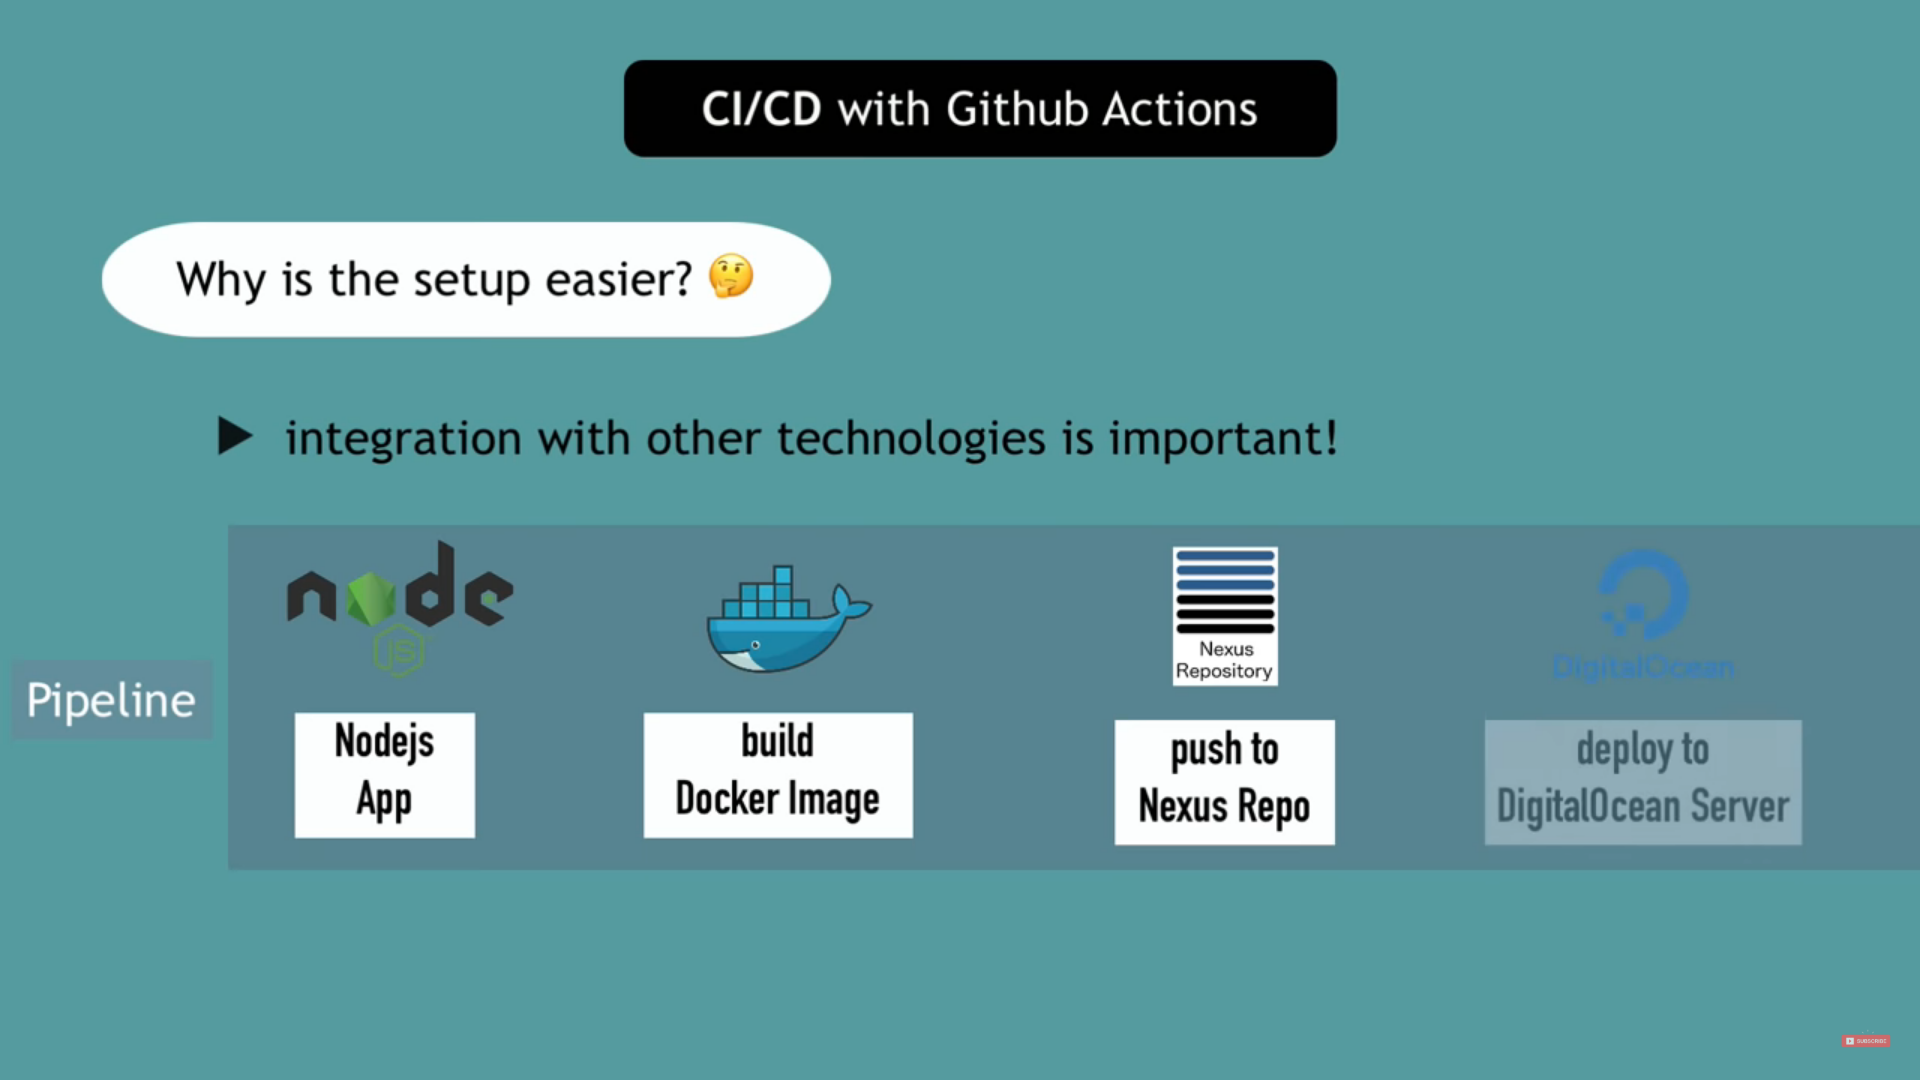 CI/CD with Github Actions
Why is the setup easier?
integration with other technologies is important!
Pipeline
node
JS
Nexus
Repository
DigitalOcean
Nodejs
App
build
Docker Image
push to
Nexus Repo
deploy to
DigitalOcean Server
SUBSCRIBE